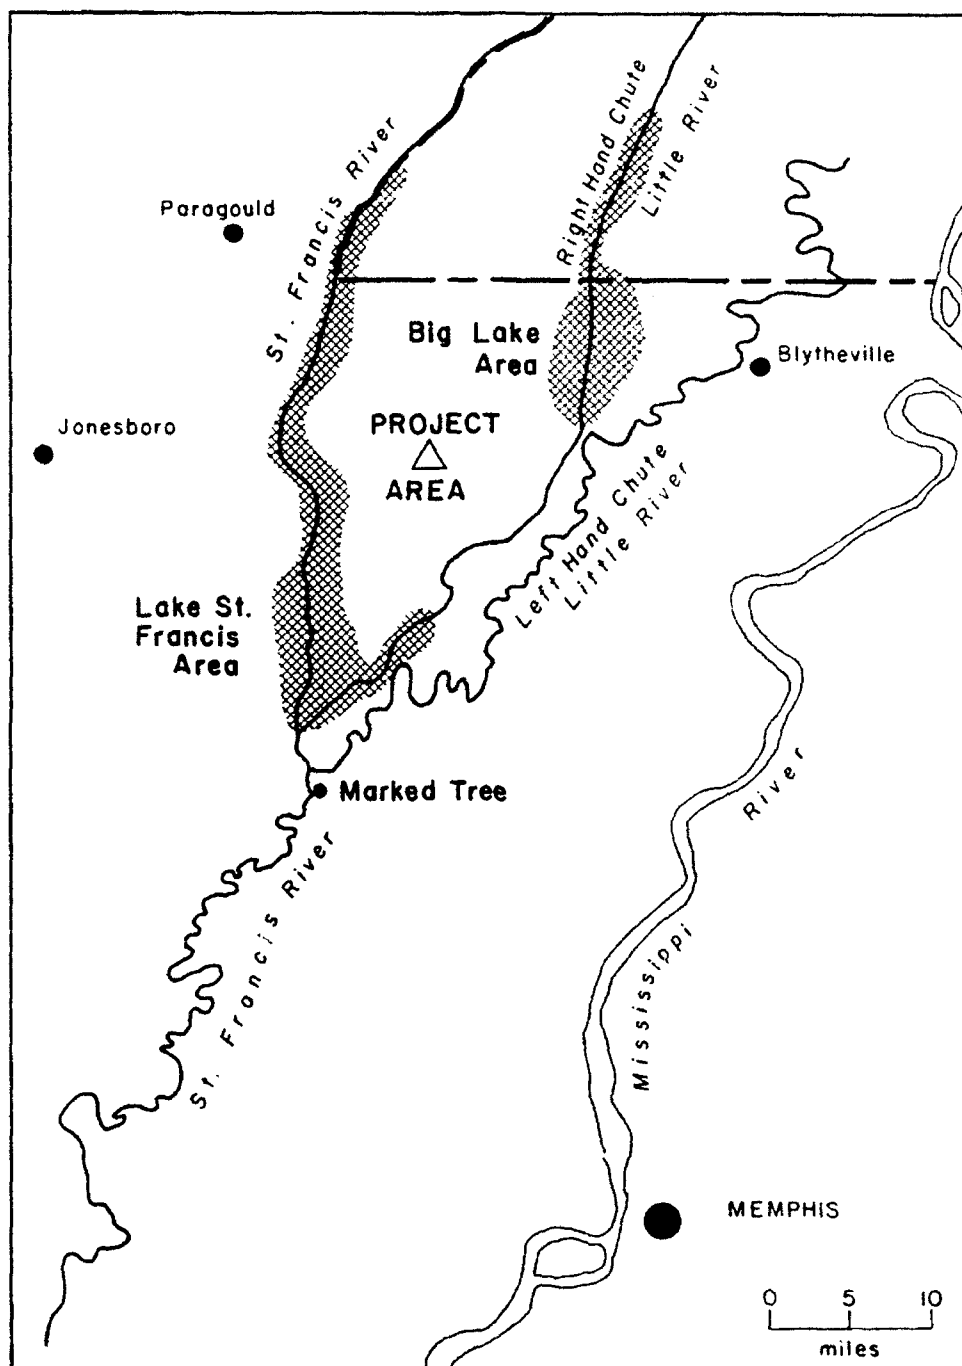 St. Francis River
Right Hand Chute
Little River
Paragould
Big Lake
Area
Blytheville
Jonesboro
PROJECT
AREA
Left Hand Chute
Little River
Lake St.
Francis
Area
Marked Tree
St. Francis River
Mississippi River
MEMPHIS
0 5 10
miles